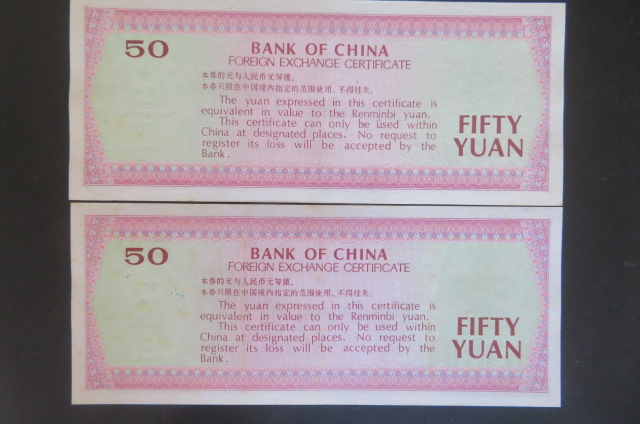 50
BANK OF CHINA
FOREIGN EXCHANGE CERTIFICATE
本券的元与人民币元等值。
本券只限在中国境内指定的范围使用,不得挂失。
The yuan expressed in this certificate is
equivalent in value to the Renminbi yuan.
This certificate can only be used within
China at designated places. No request to
register its loss will be accepted by the
Bank.
FIFTY
YUAN
50
BANK OF CHINA
FOREIGN EXCHANGE CERTIFICATE
本券的元与人民币元等值。
本券只限在中国境内指定的范围使用,不得挂失。
The yuan expressed in this certificate is
equivalent in value to the Renminbi yuan.
This certificate can only be used within
China at designated places. No request to
register its loss will be accepted by the
Bank.
FIFTY
YUAN